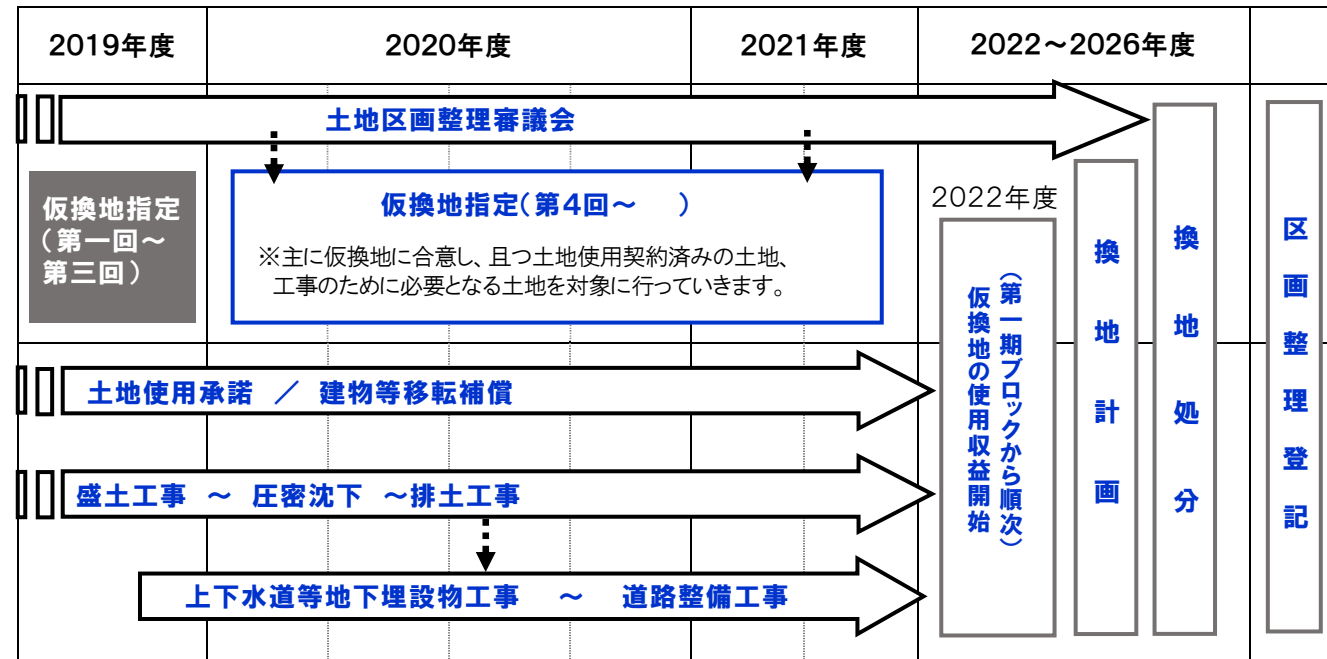 2019年度
2020年度
2021年度
2022～2026年度
土地区画整理審議会
仮換地指定
（第一回～
第三回）
仮換地指定（第4回～　）
※主に仮換地に合意し、且つ土地使用契約済みの土地、
工事のために必要となる土地を対象に行っていきます。
2022年度
（第一期ブロックから順次）
仮換地の使用収益開始
換地計画
換地処分
区画整理登記
土地使用承諾　／　建物等移転補償
盛土工事　～　圧密沈下　～排土工事
上下水道等地下埋設物工事　～　道路整備工事